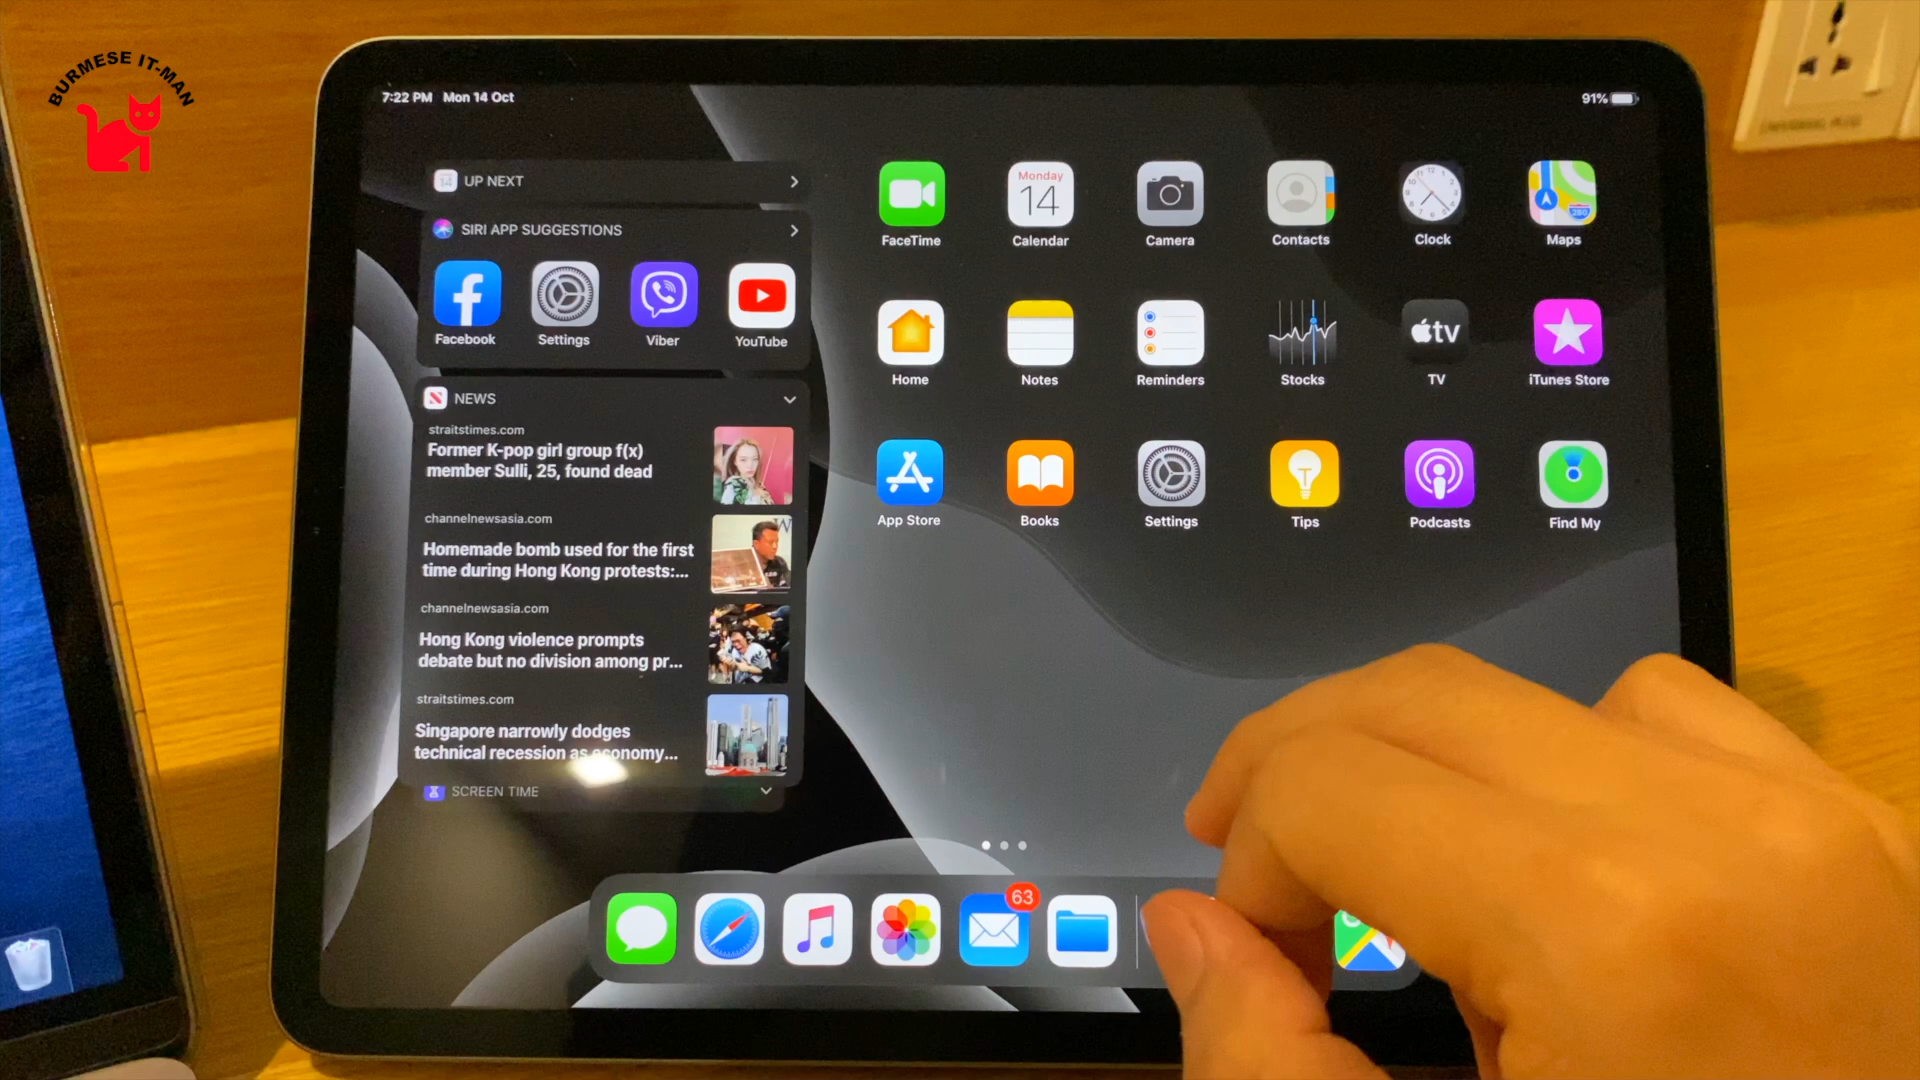 BURMESE IT-MAN
7:22 PM Mon 14 Oct
91%
UP NEXT
SIRI APP SUGGESTIONS
Facebook
Settings
Viber
YouTube
NEWS
straitstimes.com
Former K-pop girl group f(x)
member Sulli, 25, found dead
channelnewsasia.com
Homemade bomb used for the first
time during Hong Kong protests:...
channelnewsasia.com
Hong Kong violence prompts
debate but no division among pr...
straitstimes.com
Singapore narrowly dodges
technical recession as economy...
SCREEN TIME
Monday
14
280
FaceTime
Calendar
Camera
Contacts
Clock
Maps
tv
Home
Notes
Reminders
Stocks
TV
iTunes Store
App Store
Books
Settings
Tips
Podcasts
Find My
63